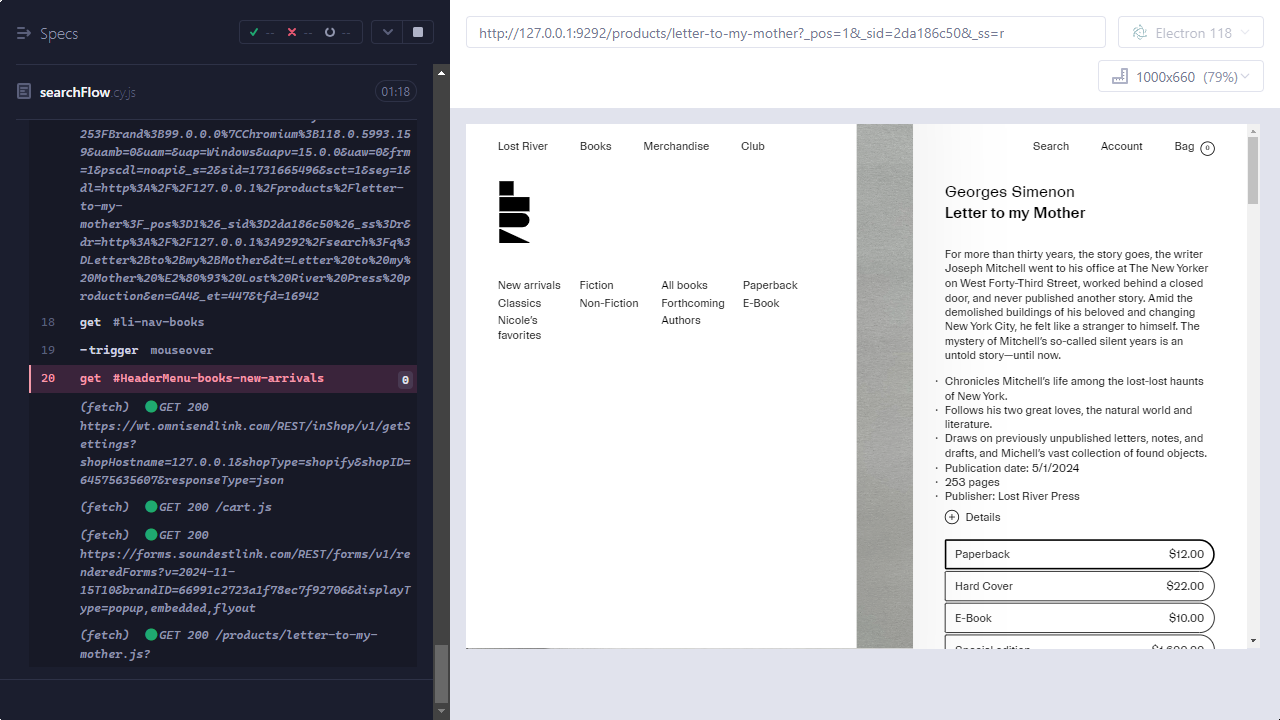 Specs
--
--
--
searchFlow.cy.js
01:18
253FBrand%3B99.0.0.0%7CChromium%3B118.0.5993.15
9&uamb=0&uam=&uap=Windows&uapv=15.0.0&uaw=0&frm
=1&pscdl=noapi&_s=2&sid=1731665496&sct=1&seg=1&
dl=http%3A%2F%2F127.0.0.1%2Fproducts%2Fletter-
to-my-
mother%3F_pos%3D1%26_sid%3D2da186c50%26_ss%3Dr&
dr=http%3A%2F%2F127.0.0.1%3A9292%2Fsearch%3Fq%3
DLetter%2Bto%2Bmy%2BMother&dt=Letter%20to%20my%
20Mother%20%E2%80%93%20Lost%20River%20Press%20p
roduction&en=GA4&_et=447&tfd=16942
18 get #li-nav-books
19 -trigger mouseover
20 get #HeaderMenu-books-new-arrivals 0
(fetch) GET 200
https://wt.omnisendlink.com/REST/inShop/v1/getS
ettings?
shopHostname=127.0.0.1&shopType=shopify&shopID=
64575635607&responseType=json
(fetch) GET 200 /cart.js
(fetch) GET 200
https://forms.soundestlink.com/REST/forms/v1/re
nderedForms?v=2024-11-
15T10&brandID=66991c2723a1f78ec7f92706&displayT
ype=popup,embedded,flyout
(fetch) GET 200 /products/letter-to-my-
mother.js?
http://127.0.0.1:9292/products/letter-to-my-mother?_pos=1&_sid=2da186c50&_ss=r
Electron 118
1000x660 (79%)
Lost River
Books
Merchandise
Club
New arrivals
Classics
Nicole’s
favorites
Fiction
Non-Fiction
All books
Forthcoming
Authors
Paperback
E-Book
Search
Account
Bag 0
Georges Simenon
Letter to my Mother
For more than thirty years, the story goes, the writer
Joseph Mitchell went to his office at The New Yorker
on West Forty-Third Street, worked behind a closed
door, and never published another story. Amid the
demolished buildings of his beloved and changing
New York City, he felt like a stranger to himself. The
mystery of Mitchell’s so-called silent years is an
untold story—until now.
· Chronicles Mitchell’s life among the lost-lost haunts
of New York.
· Follows his two great loves, the natural world and
literature.
· Draws on previously unpublished letters, notes, and
drafts, and Michell’s vast collection of found objects.
· Publication date: 5/1/2024
· 253 pages
· Publisher: Lost River Press
Details
Paperback $12.00
Hard Cover $22.00
E-Book $10.00
Special edition